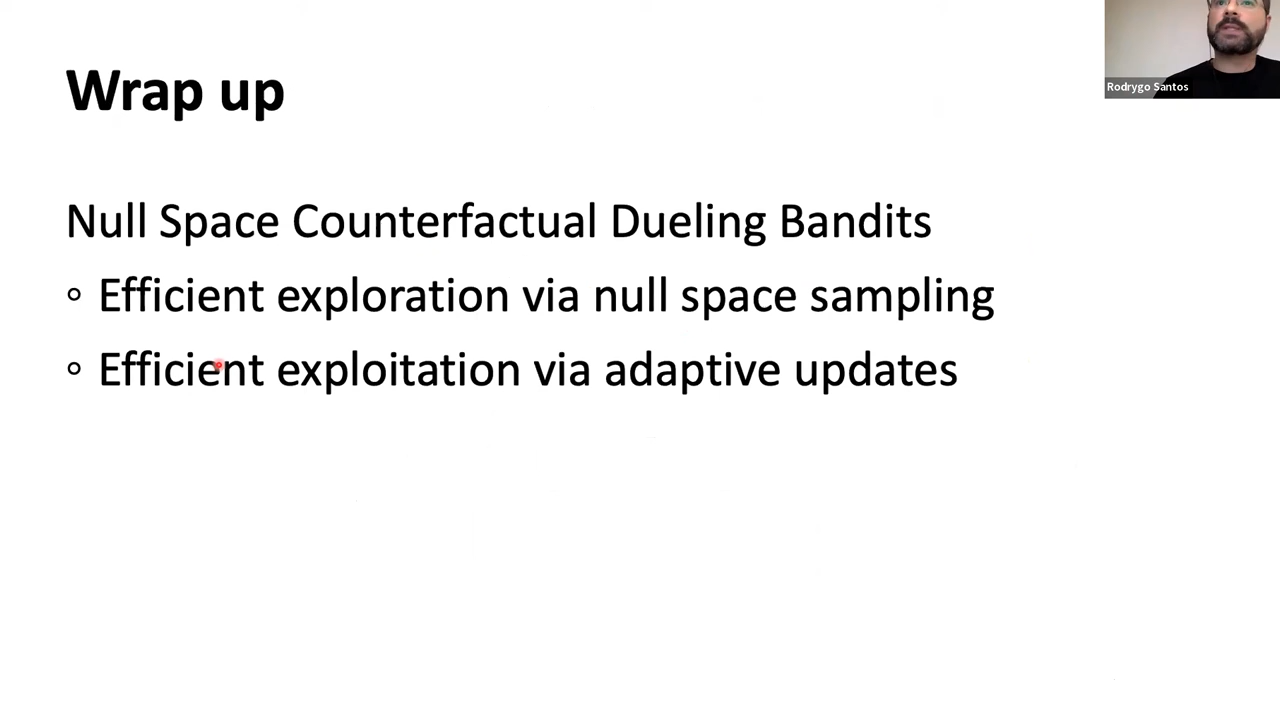 Wrap up
Rodrygo Santos
Null Space Counterfactual Dueling Bandits
◦ Efficient exploration via null space sampling
◦ Efficient exploitation via adaptive updates